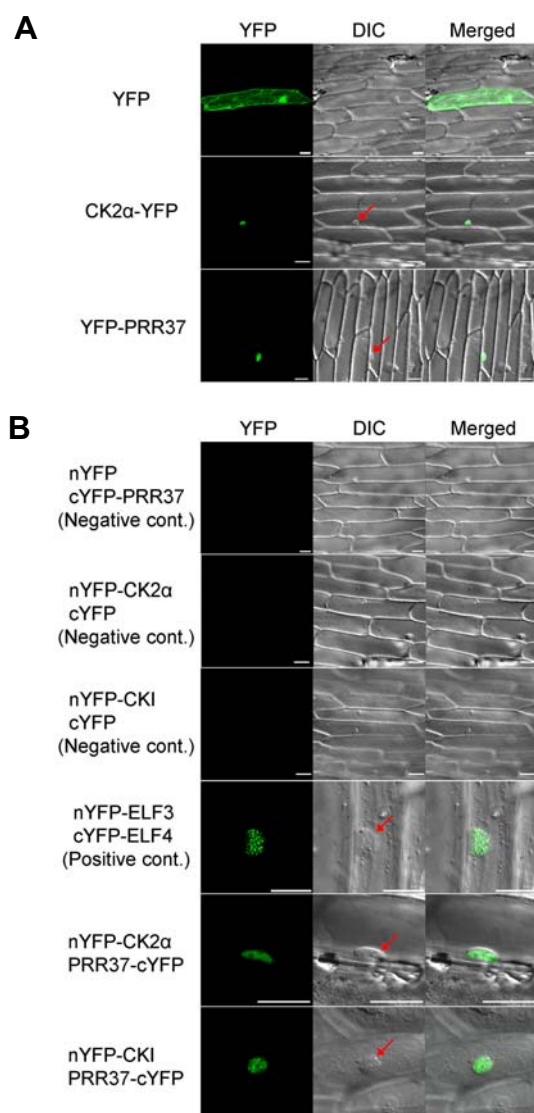 A
YFP DIC Merged
YFP
CK2α-YFP
YFP-PRR37
B
YFP DIC Merged
nYFP
cYFP-PRR37
(Negative cont.)
nYFP-CK2α
cYFP
(Negative cont.)
nYFP-CKI
cYFP
(Negative cont.)
nYFP-ELF3
cYFP-ELF4
(Positive cont.)
nYFP-CK2α
PRR37-cYFP
nYFP-CKI
PRR37-cYFP